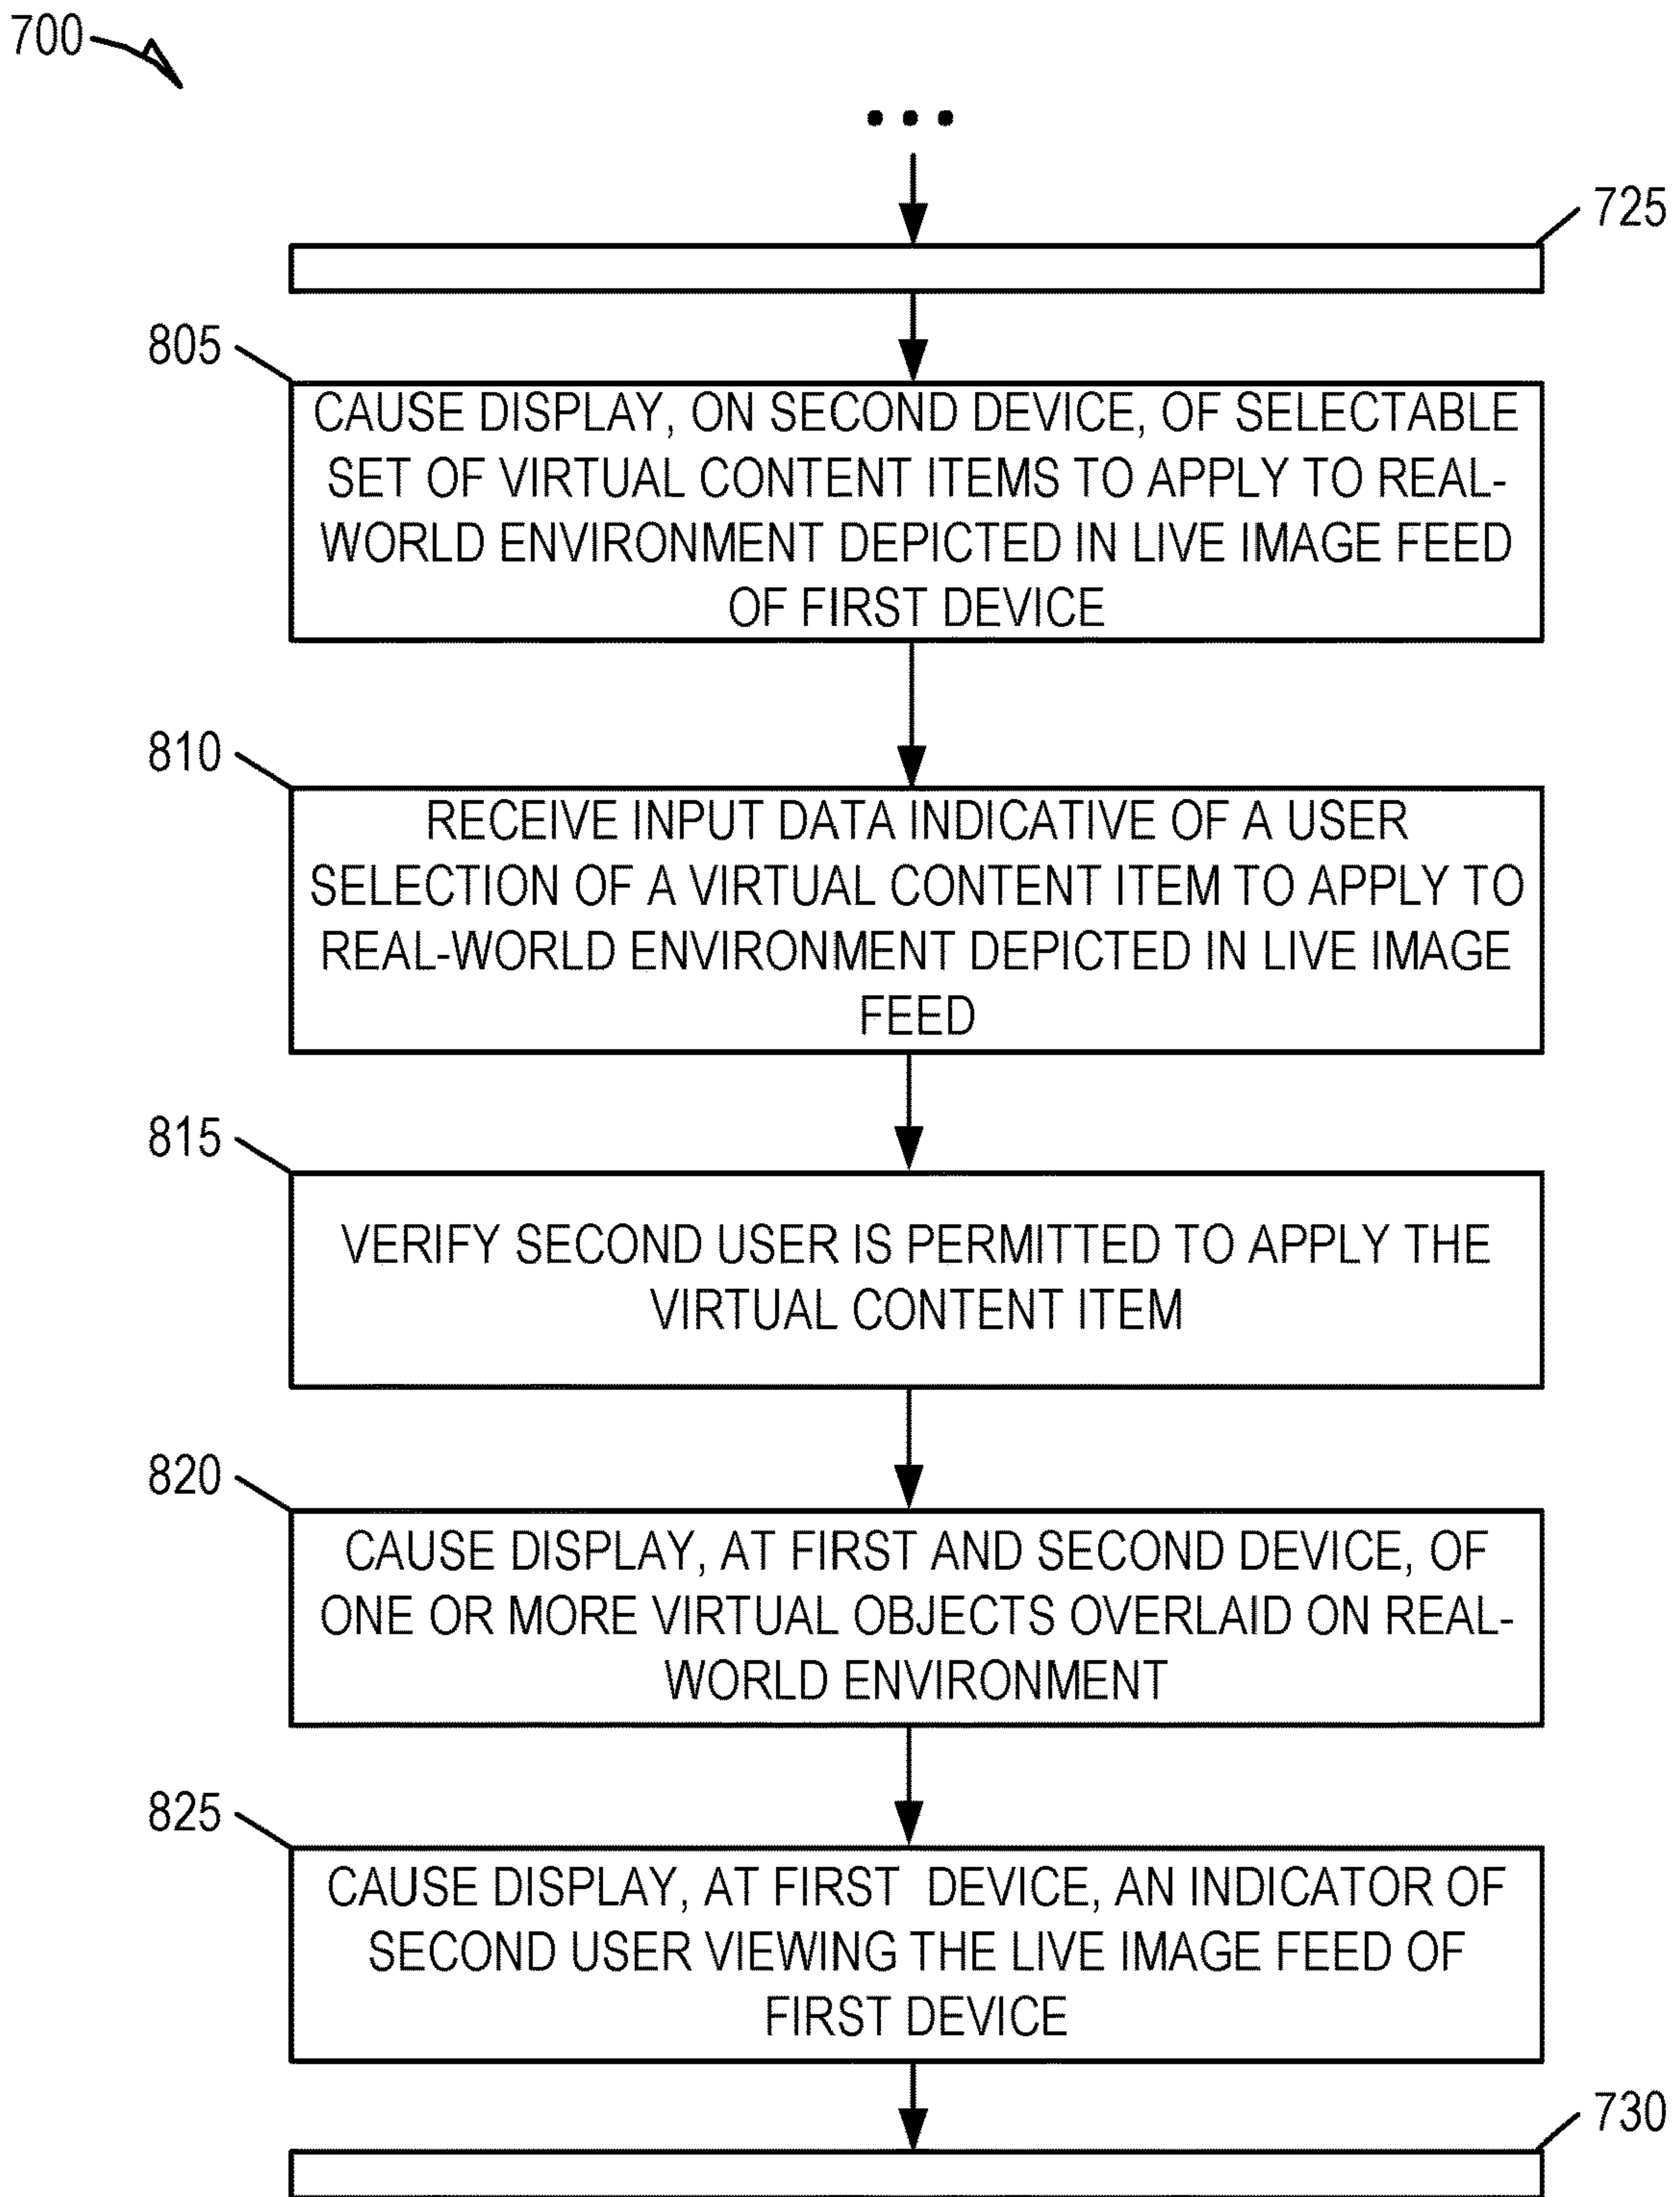 700
...
725
805
CAUSE DISPLAY, ON SECOND DEVICE, OF SELECTABLE
SET OF VIRTUAL CONTENT ITEMS TO APPLY TO REAL-
WORLD ENVIRONMENT DEPICTED IN LIVE IMAGE FEED
OF FIRST DEVICE
810
RECEIVE INPUT DATA INDICATIVE OF A USER
SELECTION OF A VIRTUAL CONTENT ITEM TO APPLY TO
REAL-WORLD ENVIRONMENT DEPICTED IN LIVE IMAGE
FEED
815
VERIFY SECOND USER IS PERMITTED TO APPLY THE
VIRTUAL CONTENT ITEM
820
CAUSE DISPLAY, AT FIRST AND SECOND DEVICE, OF
ONE OR MORE VIRTUAL OBJECTS OVERLAID ON REAL-
WORLD ENVIRONMENT
825
CAUSE DISPLAY, AT FIRST DEVICE, AN INDICATOR OF
SECOND USER VIEWING THE LIVE IMAGE FEED OF
FIRST DEVICE
730